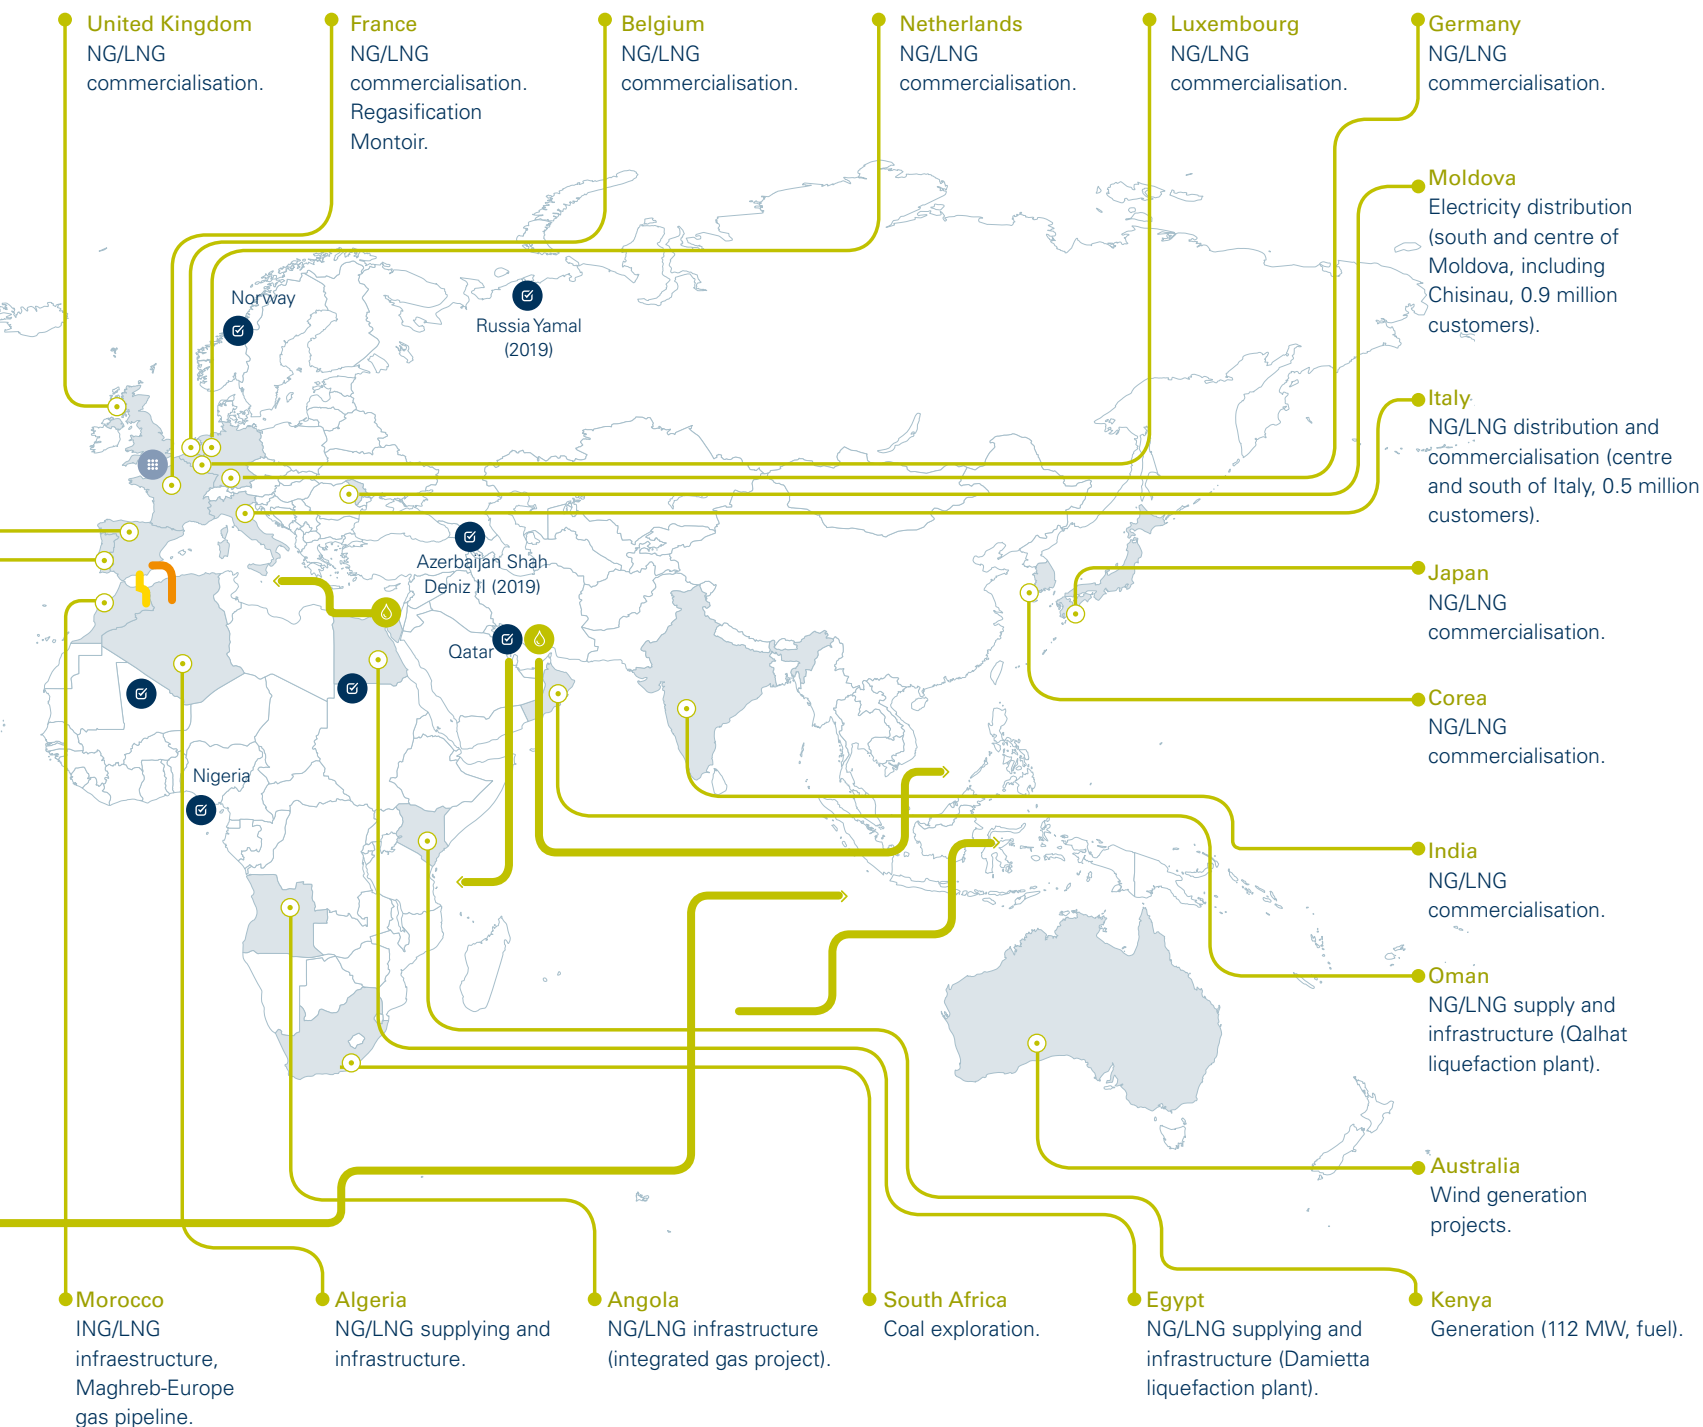 United Kingdom
NG/LNG
commercialisation.
France
NG/LNG
commercialisation.
Regasification
Montoir.
Belgium
NG/LNG
commercialisation.
Netherlands
NG/LNG
commercialisation.
Luxembourg
NG/LNG
commercialisation.
Germany
NG/LNG
commercialisation.
Moldova
Electricity distribution
(south and centre of
Moldova, including
Chisinau, 0.9 million
customers).
Norway
Russia Yamal
(2019)
Italy
NG/LNG distribution and
commercialisation (centre
and south of Italy, 0.5 million
customers).
Azerbaijan Shah
Deniz II (2019)
Japan
NG/LNG
commercialisation.
Qatar
Corea
NG/LNG
commercialisation.
Nigeria
India
NG/LNG
commercialisation.
Oman
NG/LNG supply and
infrastructure (Qalhat
liquefaction plant).
Australia
Wind generation
projects.
Morocco
ING/LNG
infraestructure,
Maghreb-Europe
gas pipeline.
Algeria
NG/LNG supplying and
infrastructure.
Angola
NG/LNG infrastructure
(integrated gas project).
South Africa
Coal exploration.
Egypt
NG/LNG supplying and
infrastructure (Damietta
liquefaction plant).
Kenya
Generation (112 MW, fuel).